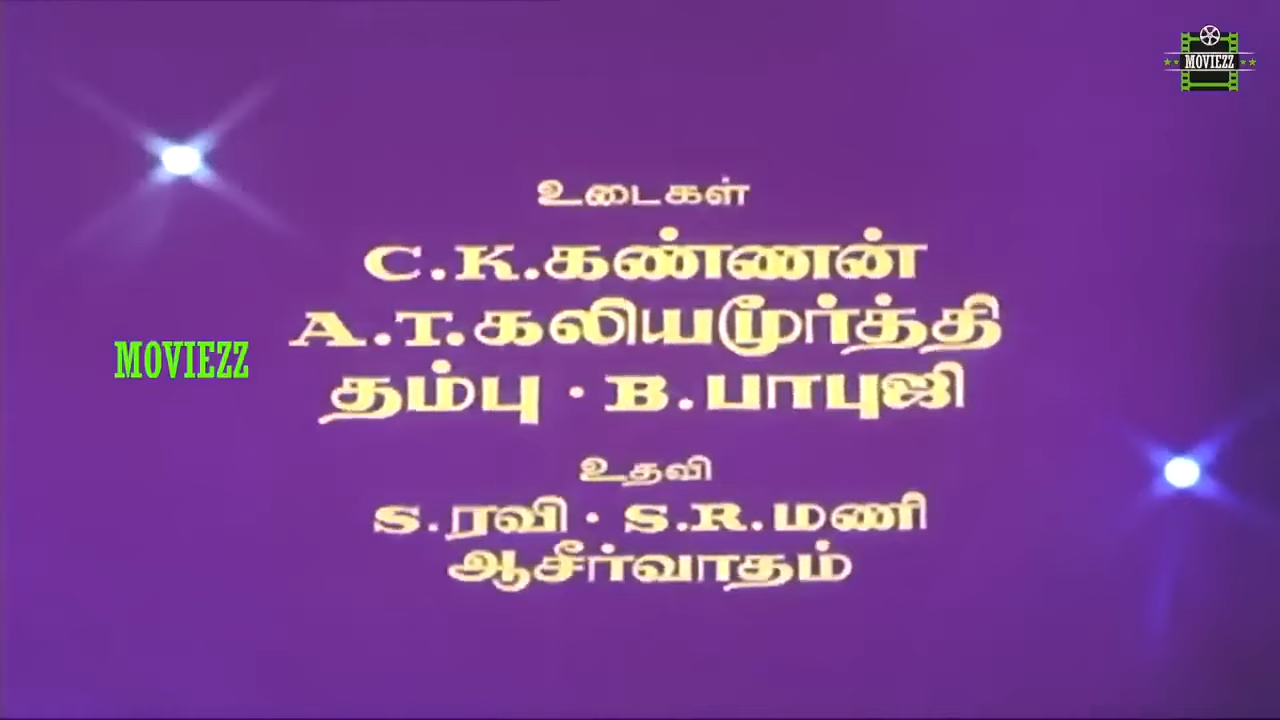 MOVIEZZ
உடைகள்
C.K.கண்ணன்
A.T.கலியமூர்த்தி
MOVIEZZ
தம்பு · B.பாபுஜி
உதவி
S.ரவி · S.R.மணி
ஆசீர்வாதம்